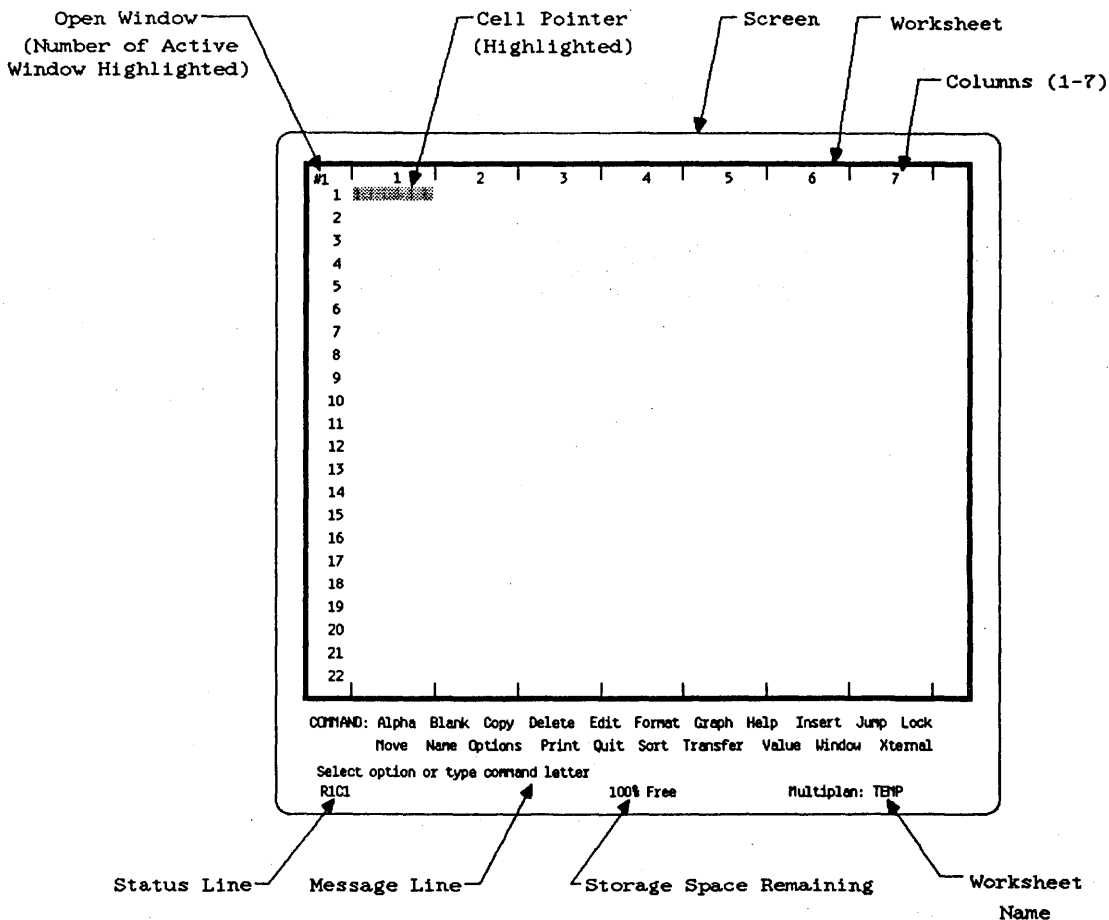 Open Window
(Number of Active
Window Highlighted)
Cell Pointer
(Highlighted)
Screen
Worksheet
Columns (1-7)
#1 1 2 3 4 5 6 7
1
2
3
4
5
6
7
8
9
10
11
12
13
14
15
16
17
18
19
20
21
22
COMMAND: Alpha Blank Copy Delete Edit Format Graph Help Insert Jump Lock
Move Name Options Print Quit Sort Transfer Value Window Xternal
Select option or type command letter
R1C1 100% Free Multiplan: TEMP
Status Line
Message Line
Storage Space Remaining
Worksheet
Name